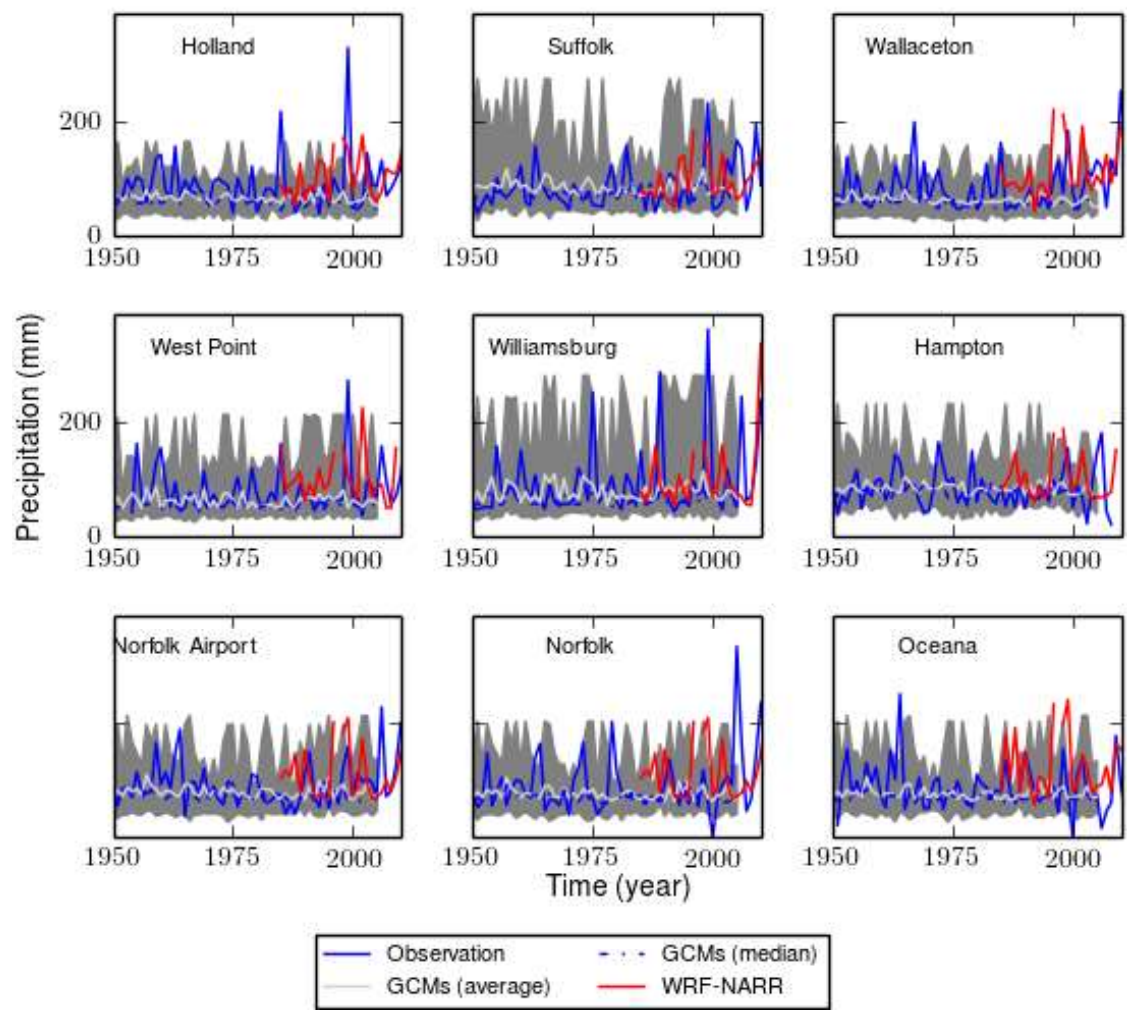 Holland
Suffolk
Wallaceton
200
0
1950 1975 2000
1950 1975 2000
1950 1975 2000
Precipitation (mm)
West Point
Williamsburg
Hampton
200
0
1950 1975 2000
1950 1975 2000
1950 1975 2000
Norfolk Airport
Norfolk
Oceana
1950 1975 2000
1950 1975 2000
1950 1975 2000
Time (year)
Observation
GCMs (median)
GCMs (average)
WRF-NARR